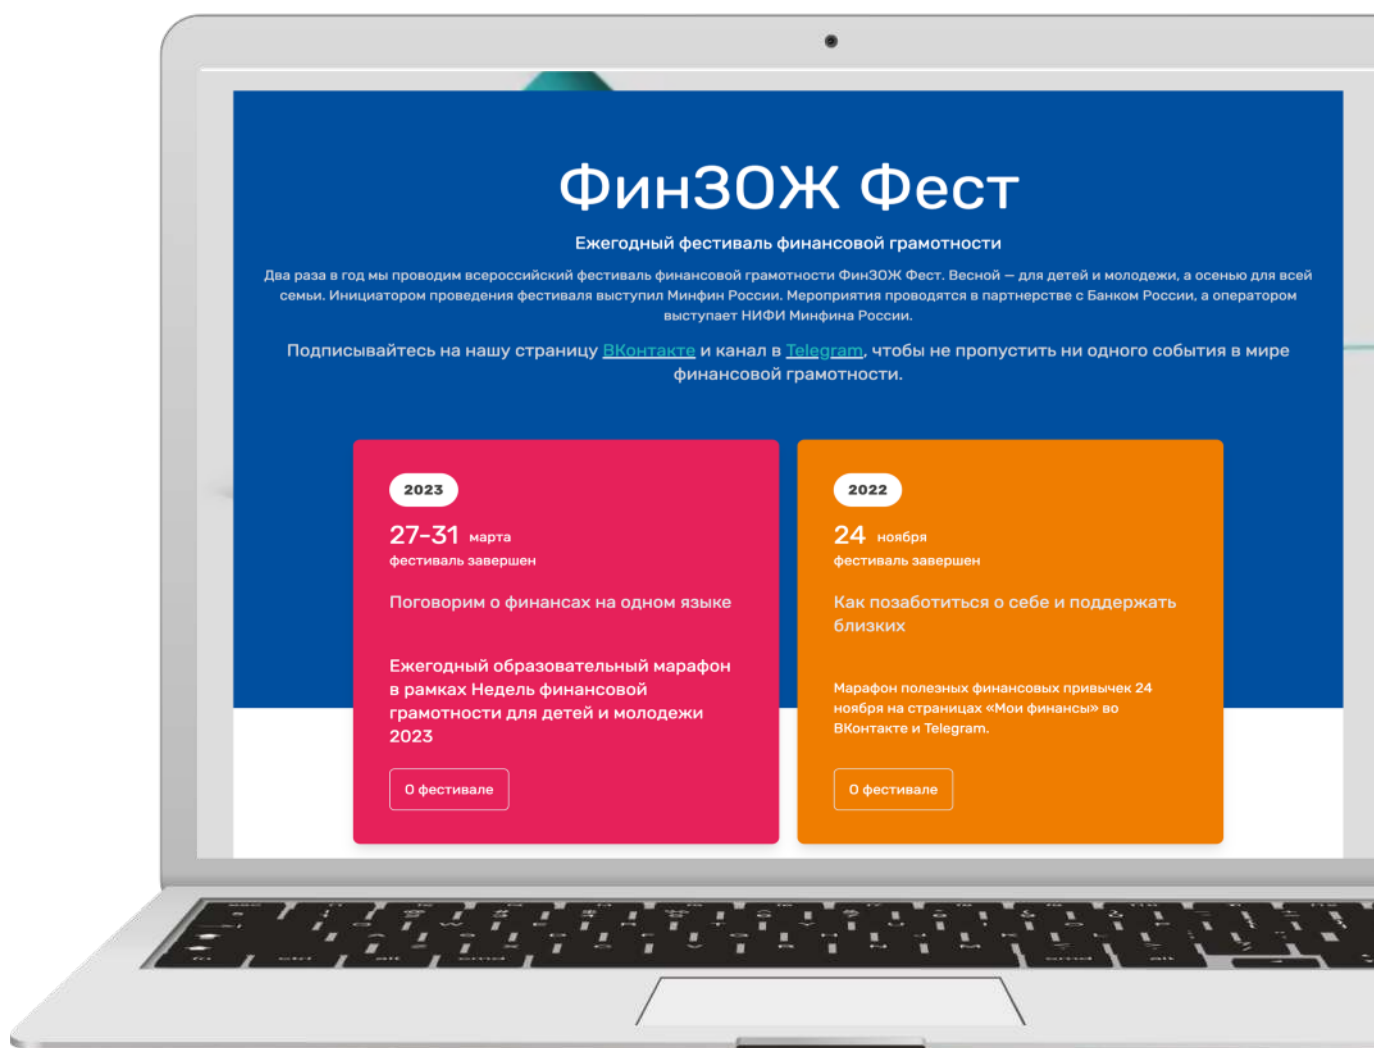 ФинЗОЖ Фест
Ежегодный фестиваль финансовой грамотности
Два раза в год мы проводим всероссийский фестиваль финансовой грамотности ФинЗОЖ Фест. Весной — для детей и молодежи, а осенью для всей
семьи. Инициатором проведения фестиваля выступил Минфин России. Мероприятия проводятся в партнерстве с Банком России, а оператором
выступает НИФИ Минфина России.
Подписывайтесь на нашу страницу ВКонтакте и канал в Telegram, чтобы не пропустить ни одного события в мире
финансовой грамотности.
2023
27–31 марта
фестиваль завершен
Поговорим о финансах на одном языке
Ежегодный образовательный марафон
в рамках Недель финансовой
грамотности для детей и молодежи
2023
О фестивале
2022
24 ноября
фестиваль завершен
Как позаботиться о себе и поддержать
близких
Марафон полезных финансовых привычек 24
ноября на страницах «Мои финансы» во
ВКонтакте и Telegram.
О фестивале